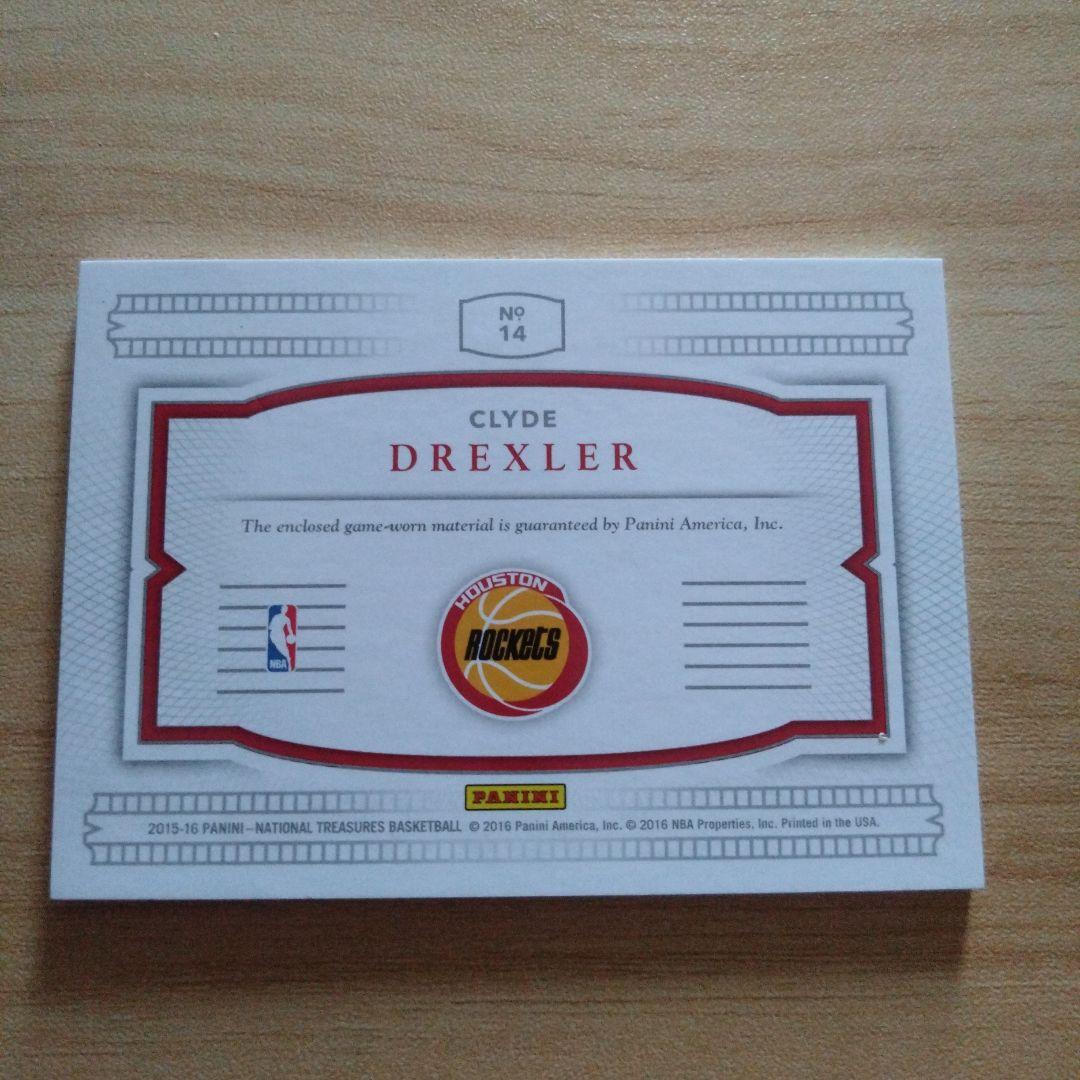 Nº
14
CLYDE
DREXLER
The enclosed game-worn material is guaranteed by Panini America, Inc.
HOUSTON
ROCKETS
NBA
PANINI
2015-16 PANINI – NATIONAL TREASURES BASKETBALL © 2016 Panini America, Inc. © 2016 NBA Properties, Inc. Printed in the USA.